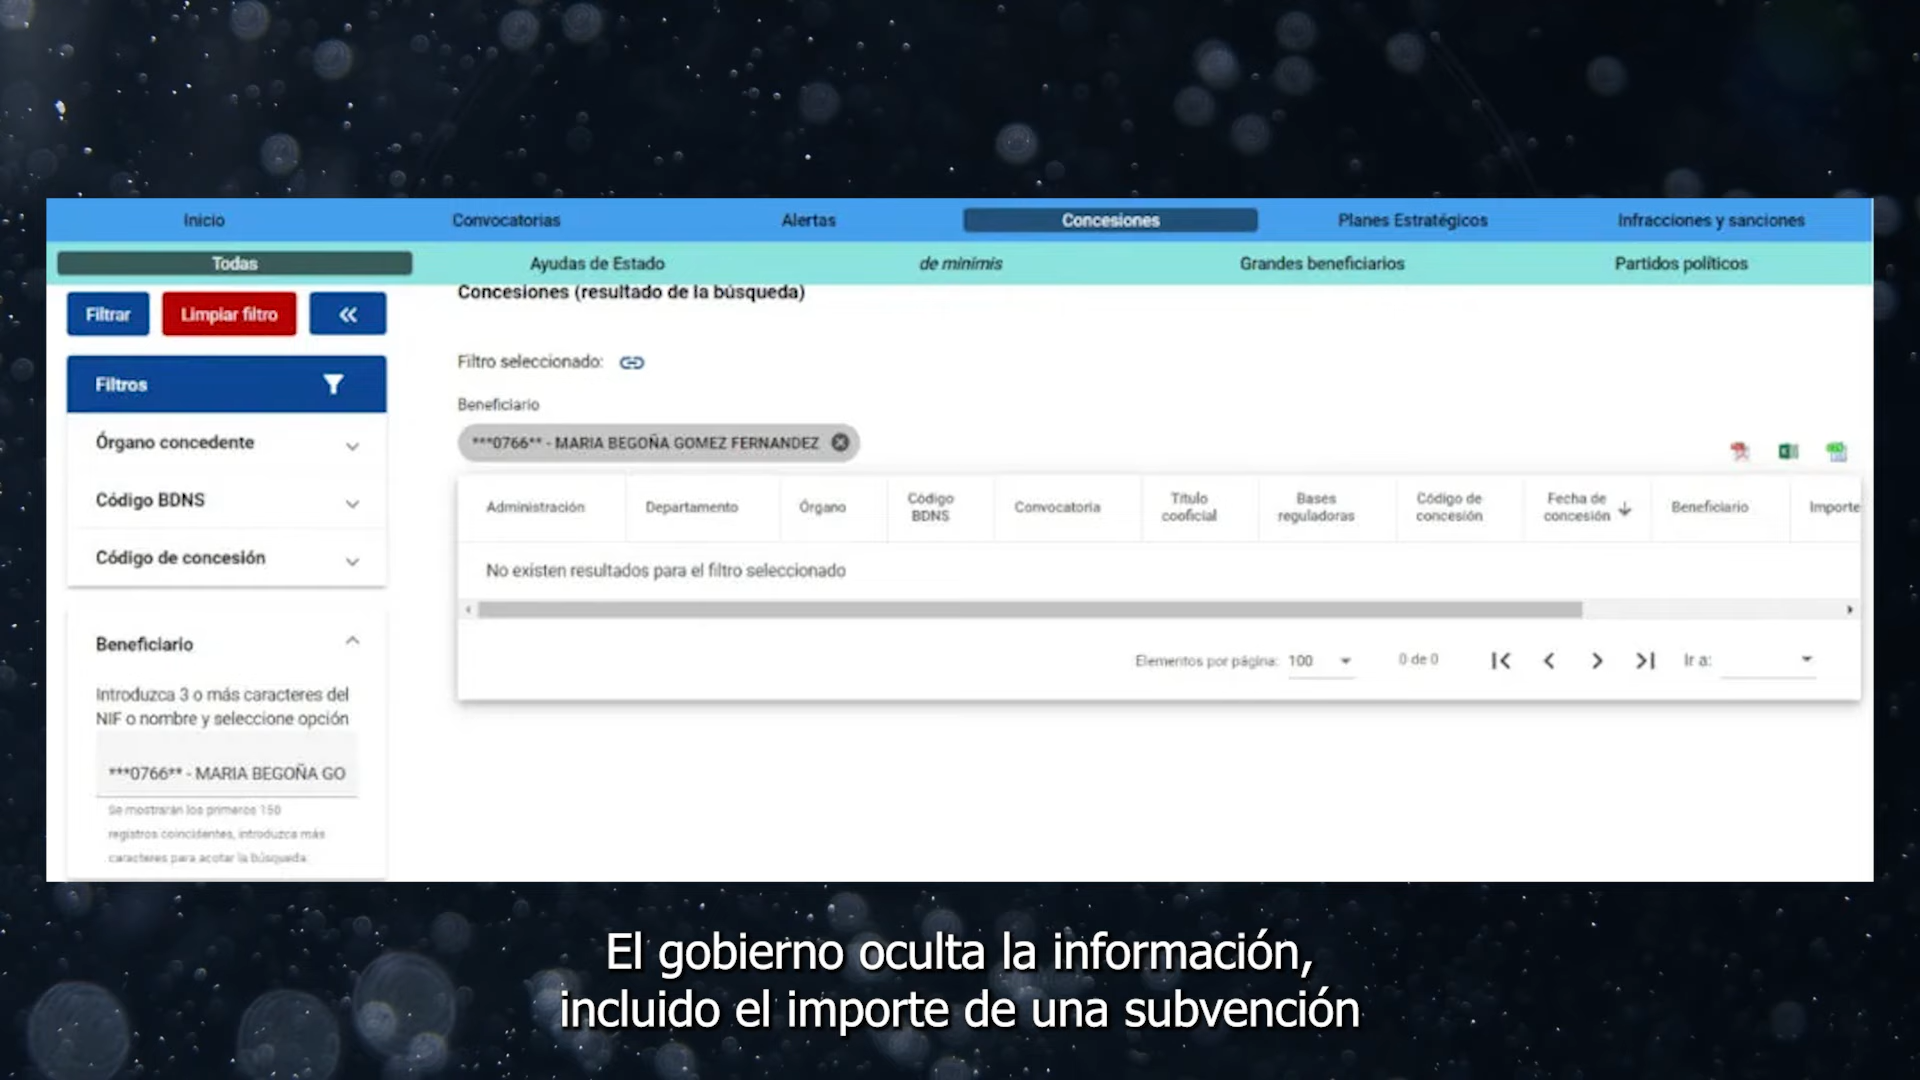 Inicio Convocatorias Alertas Concesiones Planes Estratégicos Infracciones y sanciones
Todas Ayudas de Estado de minimis Grandes beneficiarios Partidos políticos
Filtrar Limpiar filtro «
Filtros
Órgano concedente
Código BDNS
Código de concesión
Beneficiario
Introduzca 3 o más caracteres del
NIF o nombre y seleccione opción
***0766** - MARIA BEGOÑA GO
Se mostrarán los primeros 150
registros coincidentes, introduzca más
caracteres para acotar la búsqueda.
Concesiones (resultado de la búsqueda)
Filtro seleccionado:
Beneficiario
***0766** - MARIA BEGOÑA GOMEZ FERNANDEZ
Administración Departamento Órgano Código BDNS Convocatoria Título cooficial Bases reguladoras Código de concesión Fecha de concesión Beneficiario Importe
No existen resultados para el filtro seleccionado
Elementos por página: 100 0 de 0 Ir a:
El gobierno oculta la información,
incluido el importe de una subvención